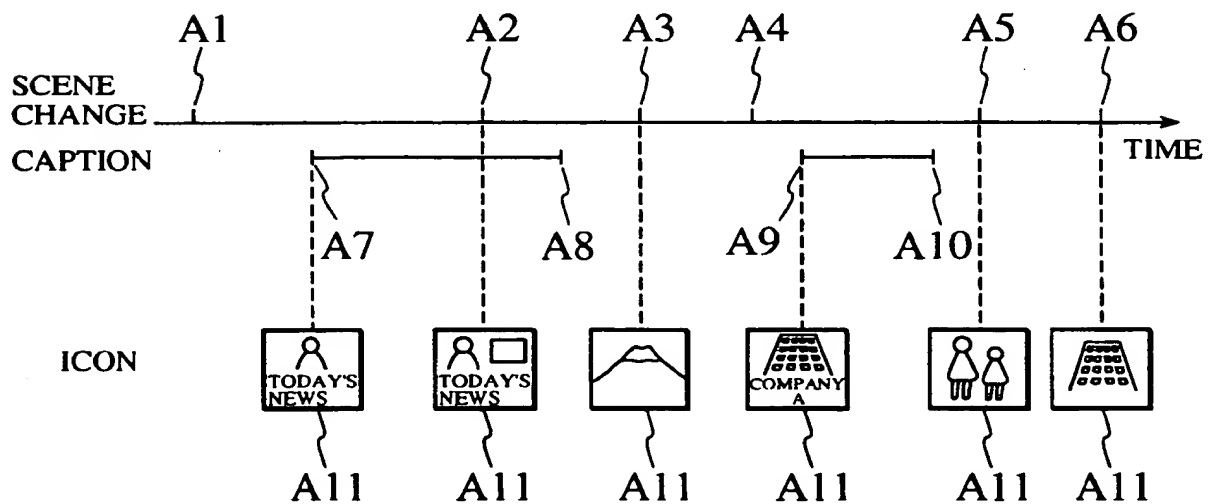 A1 A2 A3 A4 A5 A6
SCENE
CHANGE
TIME
CAPTION
A7 A8 A9 A10
ICON
TODAY'S
NEWS
TODAY'S
NEWS
COMPANY
A
A11 A11 A11 A11 A11 A11